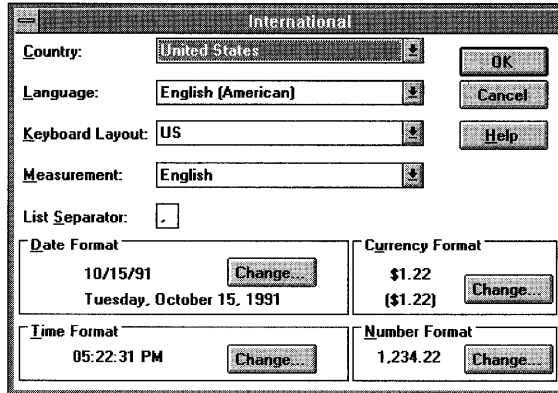 International
Country: United States
OK
Language: English (American)
Cancel
Keyboard Layout: US
Help
Measurement: English
List Separator: ,
Date Format
10/15/91 Change...
Tuesday, October 15, 1991
Currency Format
$1.22
($1.22)
Change...
Time Format
05:22:31 PM Change...
Number Format
1,234.22 Change...